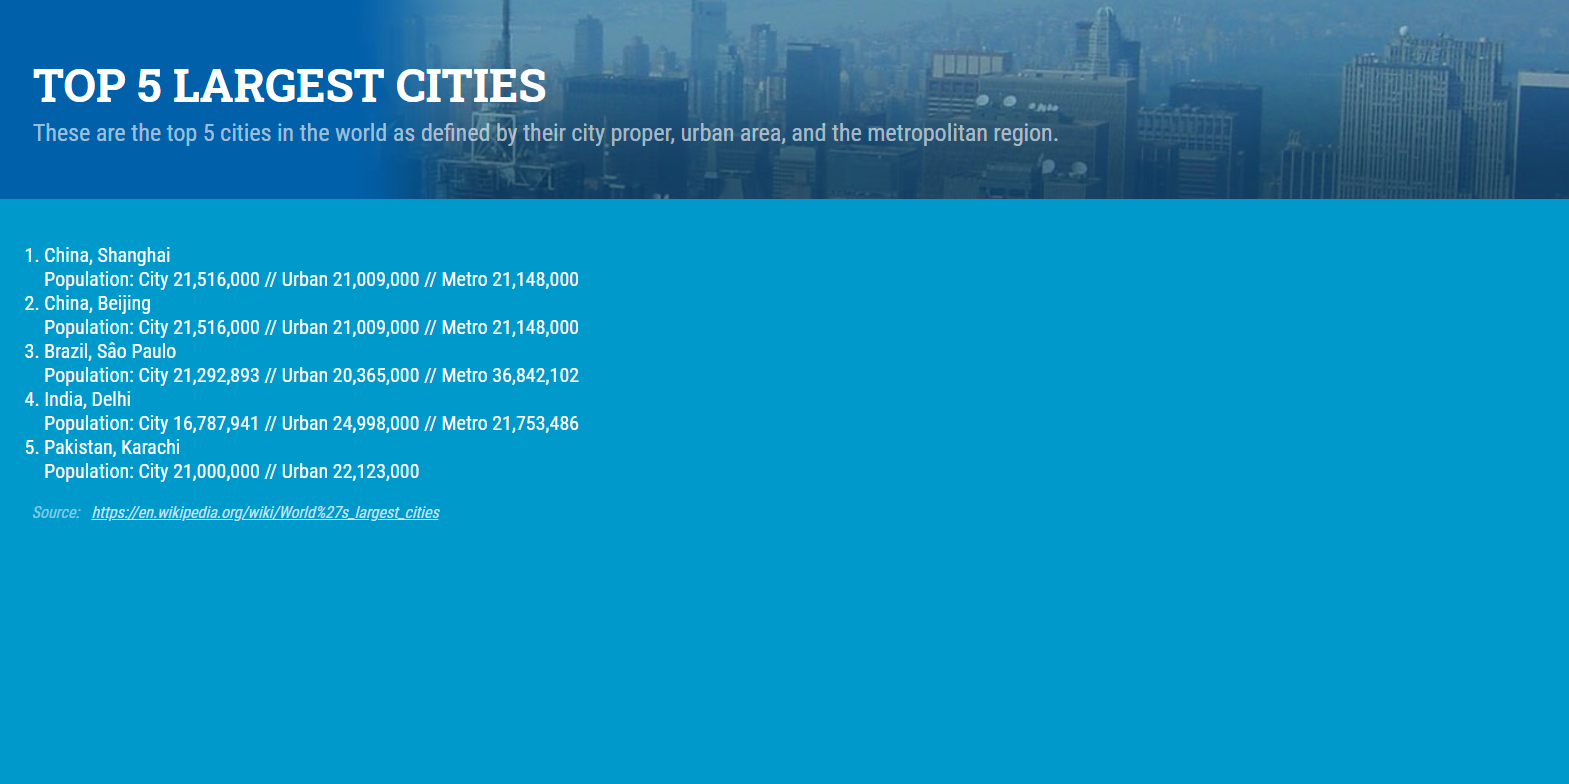 TOP 5 LARGEST CITIES
These are the top 5 cities in the world as defined by their city proper, urban area, and the metropolitan region.
1. China, Shanghai
Population: City 21,516,000 // Urban 21,009,000 // Metro 21,148,000
2. China, Beijing
Population: City 21,516,000 // Urban 21,009,000 // Metro 21,148,000
3. Brazil, Sâo Paulo
Population: City 21,292,893 // Urban 20,365,000 // Metro 36,842,102
4. India, Delhi
Population: City 16,787,941 // Urban 24,998,000 // Metro 21,753,486
5. Pakistan, Karachi
Population: City 21,000,000 // Urban 22,123,000
Source: https://en.wikipedia.org/wiki/World%27s_largest_cities